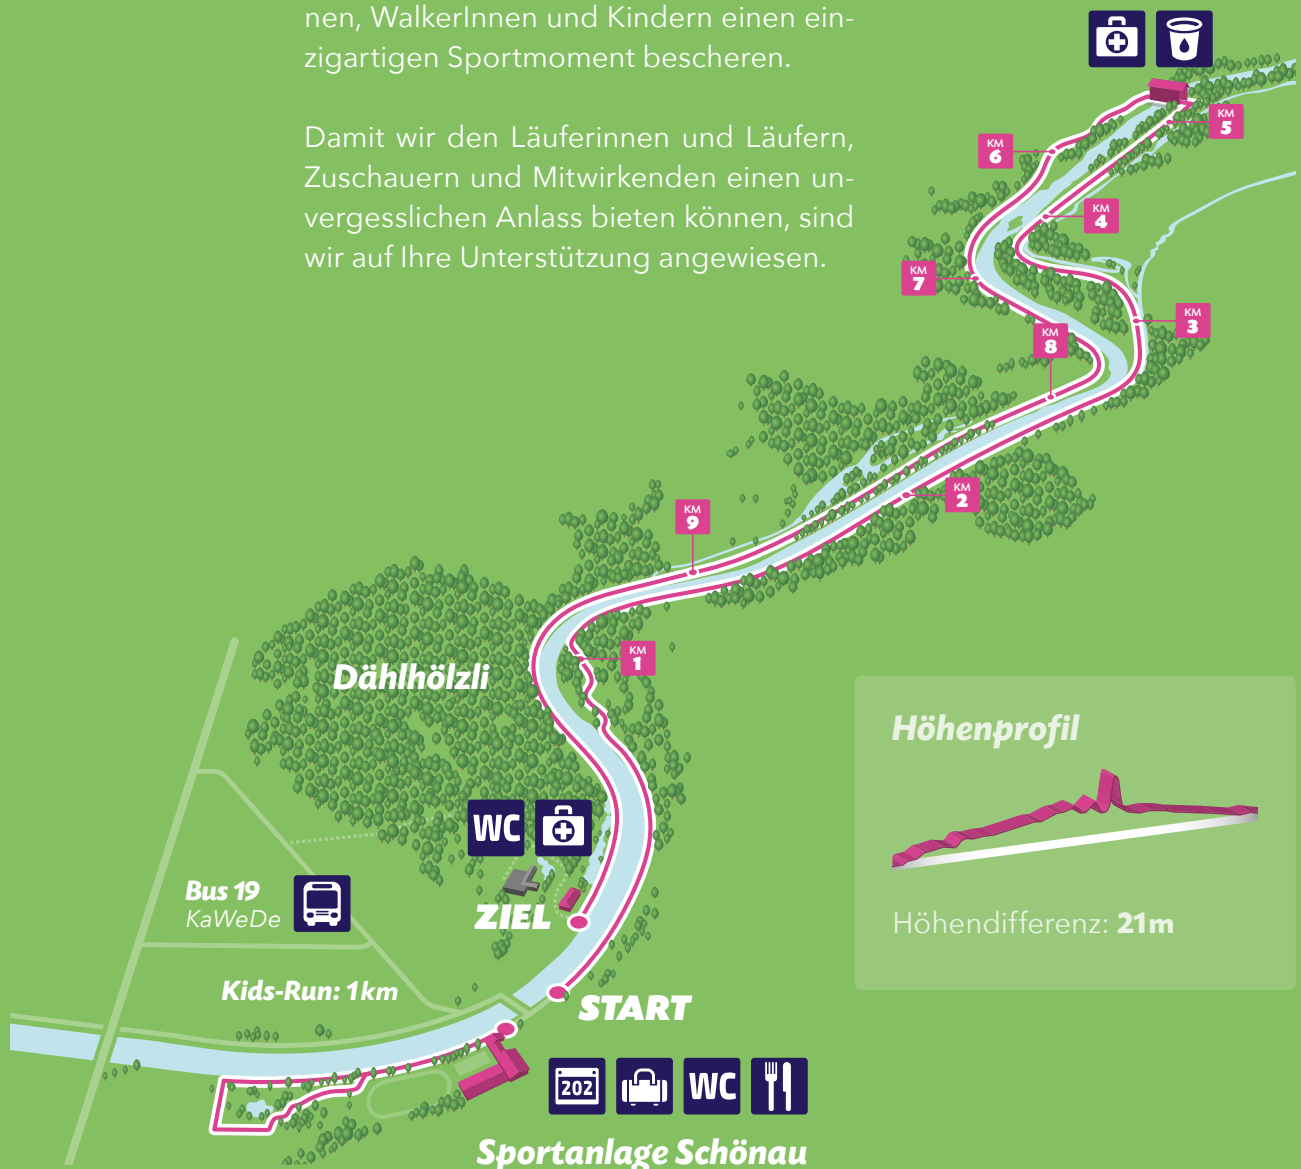 nen, WalkerInnen und Kindern einen ein-
zigartigen Sportmoment bescheren.
Damit wir den Läuferinnen und Läufern,
Zuschauern und Mitwirkenden einen un-
vergesslichen Anlass bieten können, sind
wir auf Ihre Unterstützung angewiesen.
KM
5
KM
6
KM
4
KM
7
KM
3
KM
8
KM
2
KM
9
KM
1
Dählhölzli
Höhenprofil
Höhendifferenz: 21m
WC
Bus 19
KaWeDe
ZIEL
Kids-Run: 1km
START
202
WC
Sportanlage Schönau